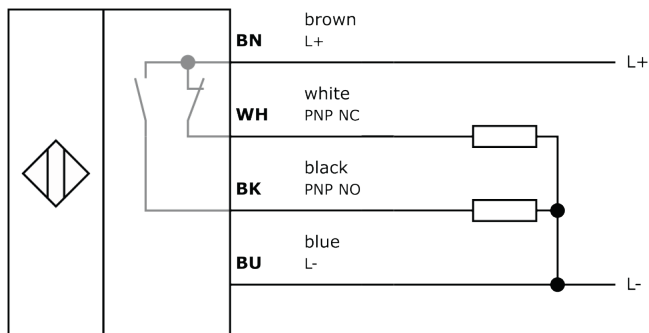 brown
BN L+
L+
white
WH PNP NC
black
BK PNP NO
blue
BU L-
L-